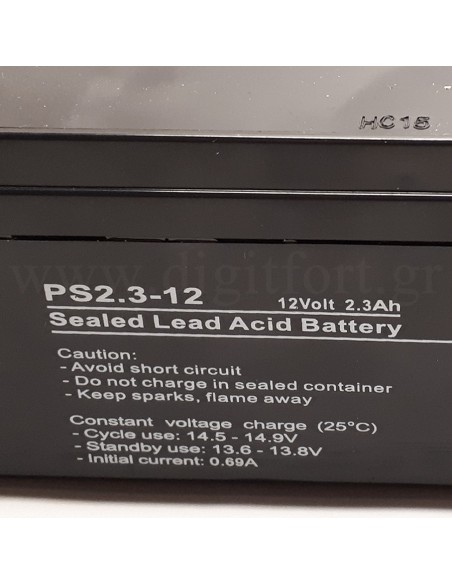 HC15
www.digitfort.gr
PS2.3-12 12Volt 2.3Ah
Sealed Lead Acid Battery
Caution:
- Avoid short circuit
- Do not charge in sealed container
- Keep sparks, flame away
Constant voltage charge (25°C)
- Cycle use: 14.5 - 14.9V
- Standby use: 13.6 - 13.8V
- Initial current: 0.69A